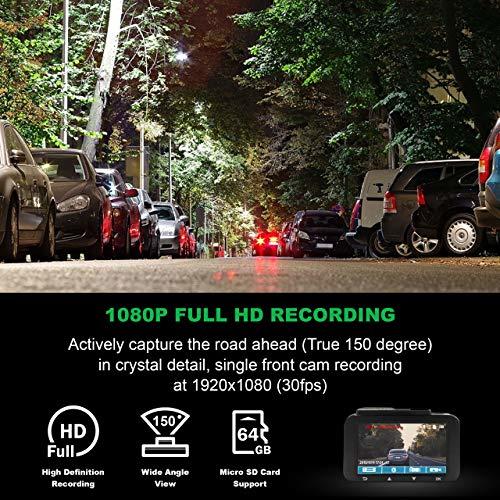 1080P FULL HD RECORDING
Actively capture the road ahead (True 150 degree)
in crystal detail, single front cam recording
at 1920x1080 (30fps)
HD
Full
150°
64
GB
High Definition
Recording
Wide Angle
View
Micro SD Card
Support
OK